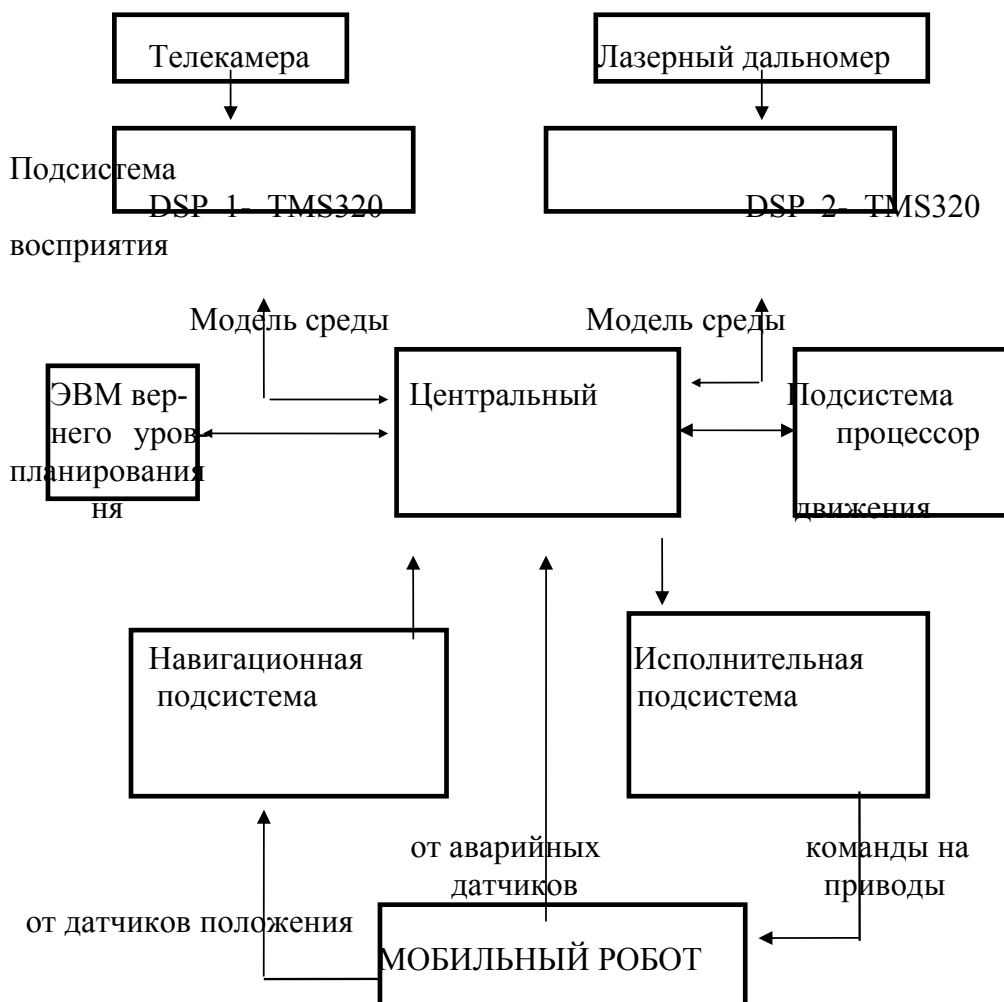 Телекамера
Лазерный дальномер
Подсистема
DSP 1- TMS320
DSP 2- TMS320
восприятия
Модель среды
Модель среды
ЭВМ вер-
Центральный
Подсистема
него уров-
процессор
планирования
ня
движения
Навигационная
подсистема
Исполнительная
подсистема
от аварийных
датчиков
команды на
приводы
от датчиков положения
МОБИЛЬНЫЙ РОБОТ